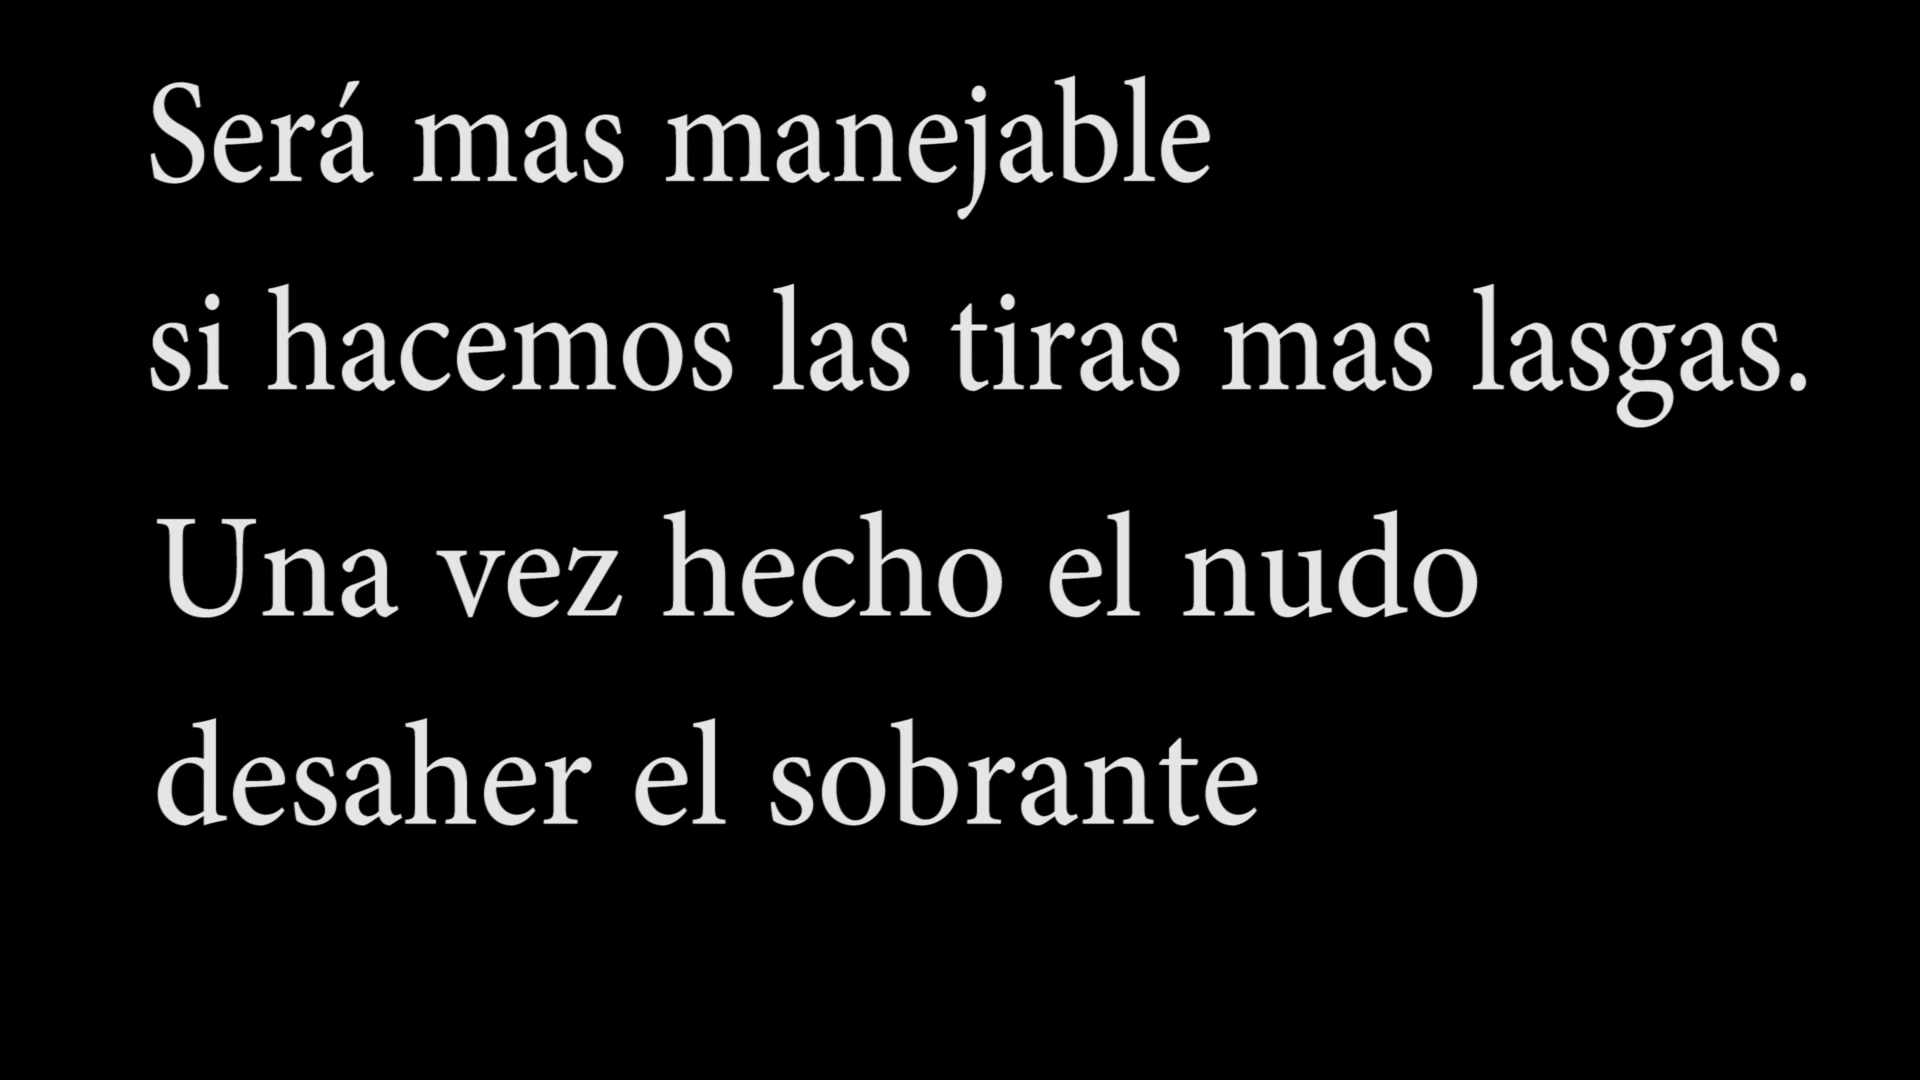 Será mas manejable
si hacemos las tiras mas lasgas.
Una vez hecho el nudo
desaher el sobrante